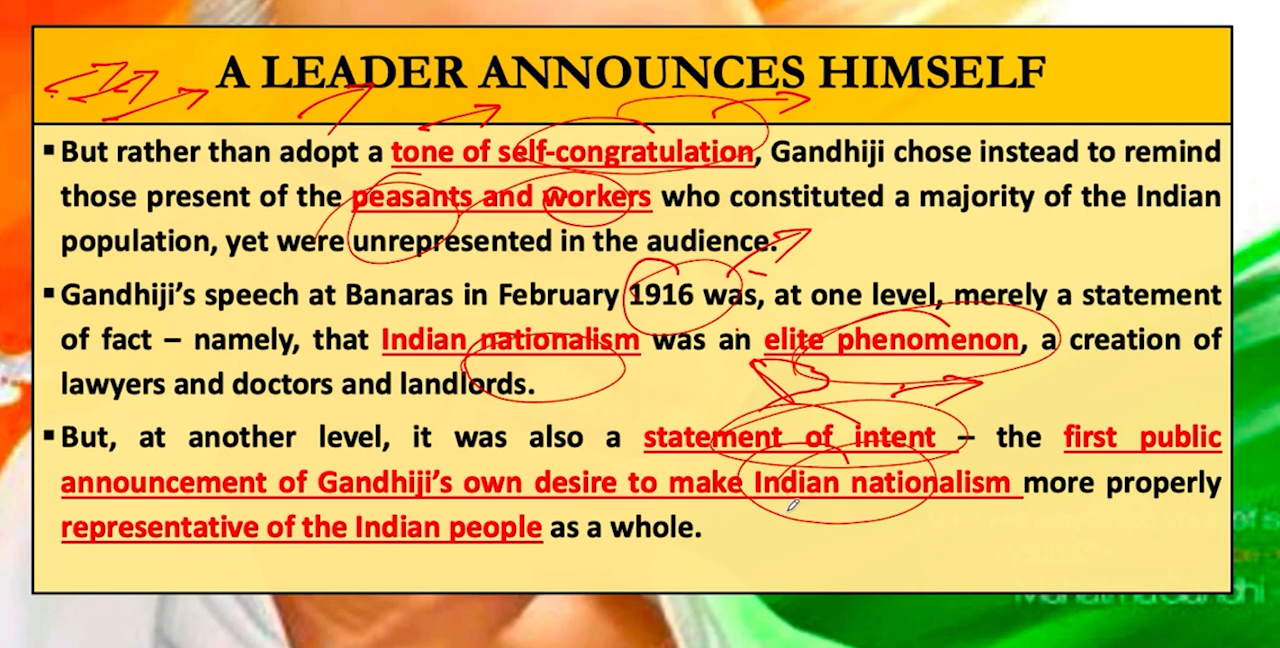 A LEADER ANNOUNCES HIMSELF
▪ But rather than adopt a tone of self-congratulation, Gandhiji chose instead to remind
those present of the peasants and workers who constituted a majority of the Indian
population, yet were unrepresented in the audience.
▪ Gandhiji’s speech at Banaras in February 1916 was, at one level, merely a statement
of fact – namely, that Indian nationalism was an elite phenomenon, a creation of
lawyers and doctors and landlords.
▪ But, at another level, it was also a statement of intent – the first public
announcement of Gandhiji’s own desire to make Indian nationalism more properly
representative of the Indian people as a whole.